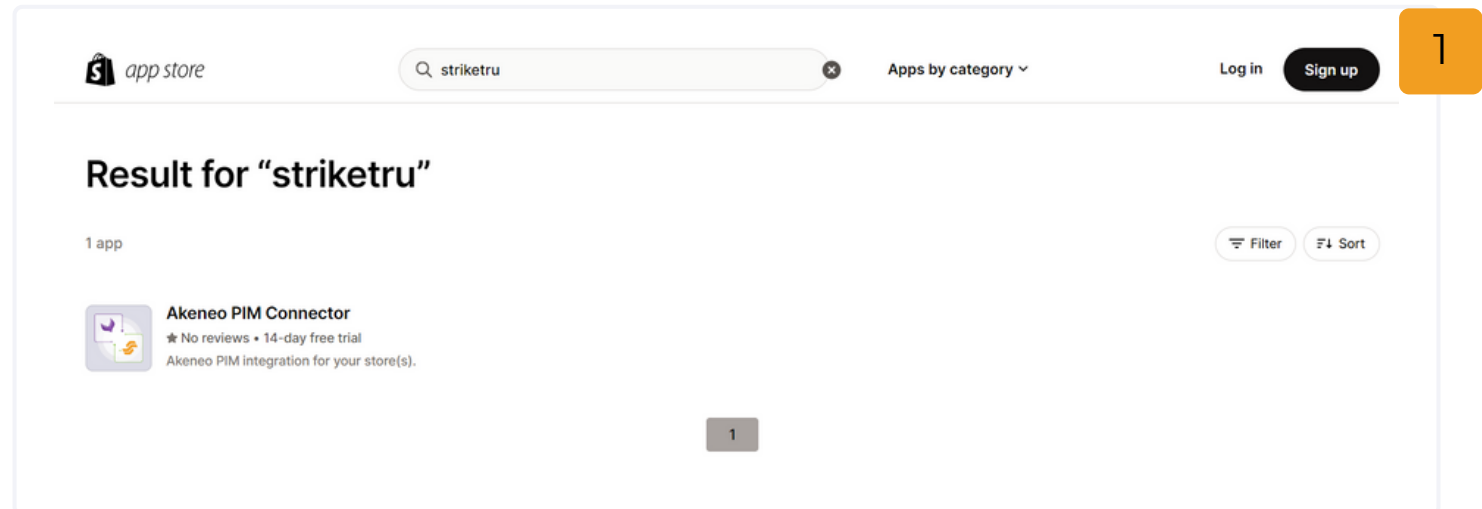 app store
striketru
Apps by category
Log in
Sign up
1
Result for “striketru”
1 app
Filter
Sort
Akeneo PIM Connector
★ No reviews • 14-day free trial
Akeneo PIM integration for your store(s).
1